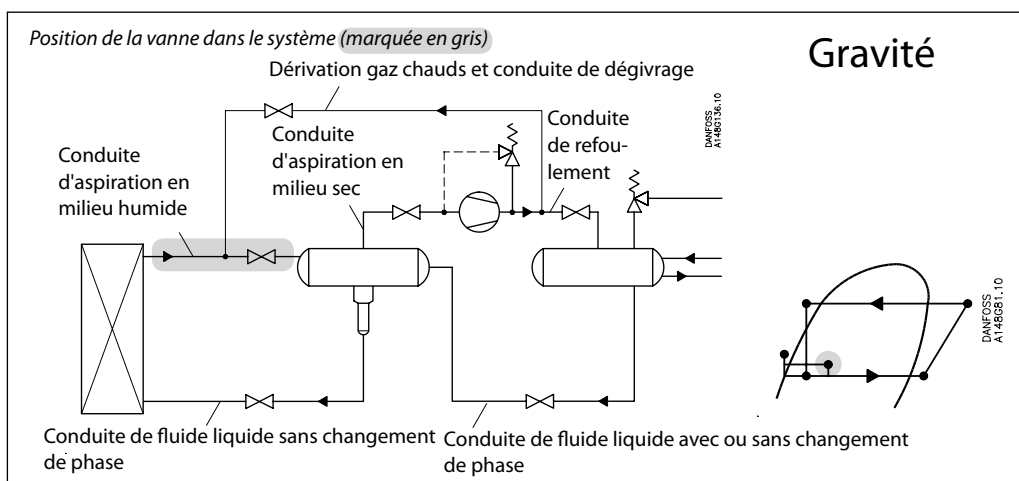 Position de la vanne dans le système (marquée en gris)
Gravité
Dérivation gaz chauds et conduite de dégivrage
DANFOSS
A148G136.10
Conduite
d'aspiration en
milieu humide
Conduite
d'aspiration en
milieu sec
Conduite
de refou-
lement
DANFOSS
A148G81.10
Conduite de fluide liquide sans changement
de phase
Conduite de fluide liquide avec ou sans changement
de phase